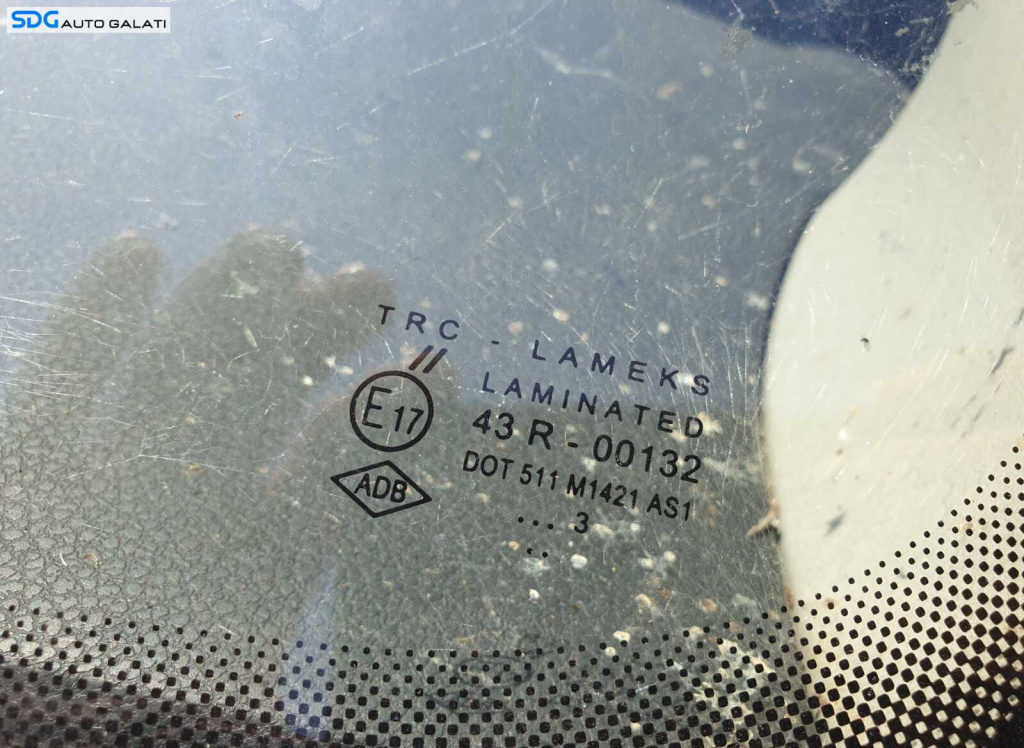 SDG AUTO GALATI
TRC - LAMEKS
//
LAMINATED
E17
43 R - 00132
ADB
DOT 511 M1421 AS1
... 3
..